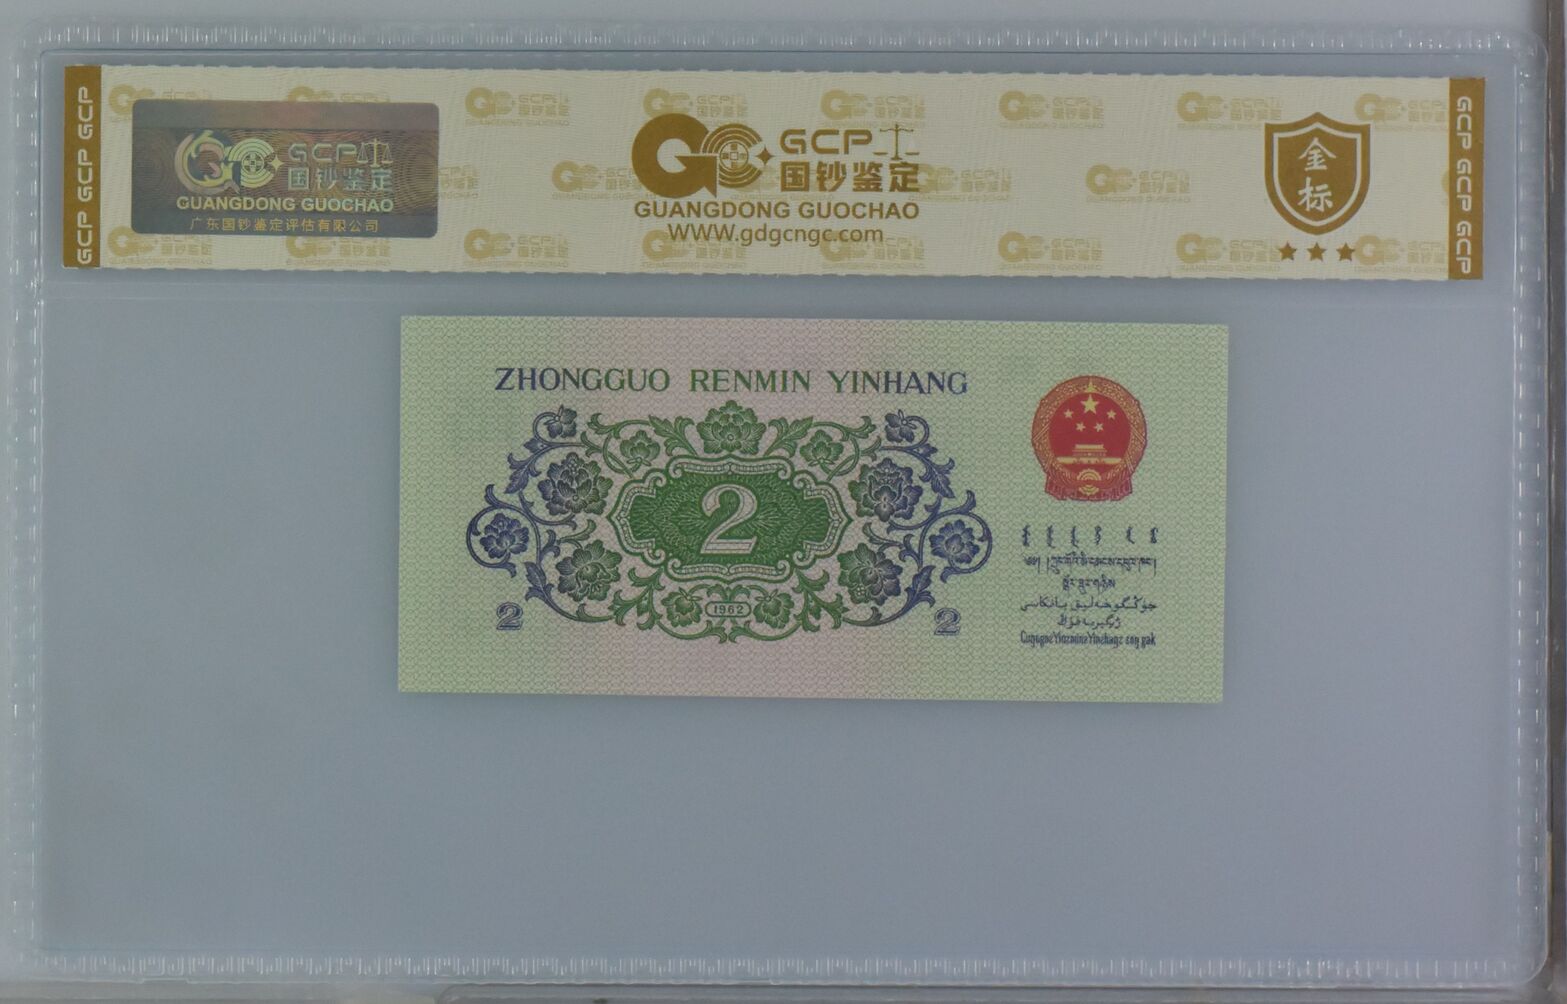 GCP GCP GCP
GCP
国钞鉴定
GUANGDONG GUOCHAO
广东国钞鉴定评估有限公司
GCP
国钞鉴定
GUANGDONG GUOCHAO
WWW.gdgcngc.com
金
标
GCP GCP GCP
ZHONGGUO RENMIN YINHANG
2
1962
2
2